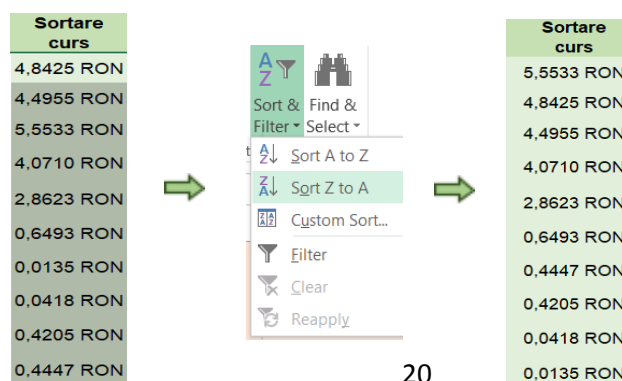 Sortare
curs
4,8425 RON
4,4955 RON
5,5533 RON
4,0710 RON
2,8623 RON
0,6493 RON
0,0135 RON
0,0418 RON
0,4205 RON
0,4447 RON
A
Z
Sort & Find &
Filter Select
Sort A to Z
Sort Z to A
Custom Sort...
Filter
Clear
Reapply
20
Sortare
curs
5,5533 RON
4,8425 RON
4,4955 RON
4,0710 RON
2,8623 RON
0,6493 RON
0,4447 RON
0,4205 RON
0,0418 RON
0,0135 RON